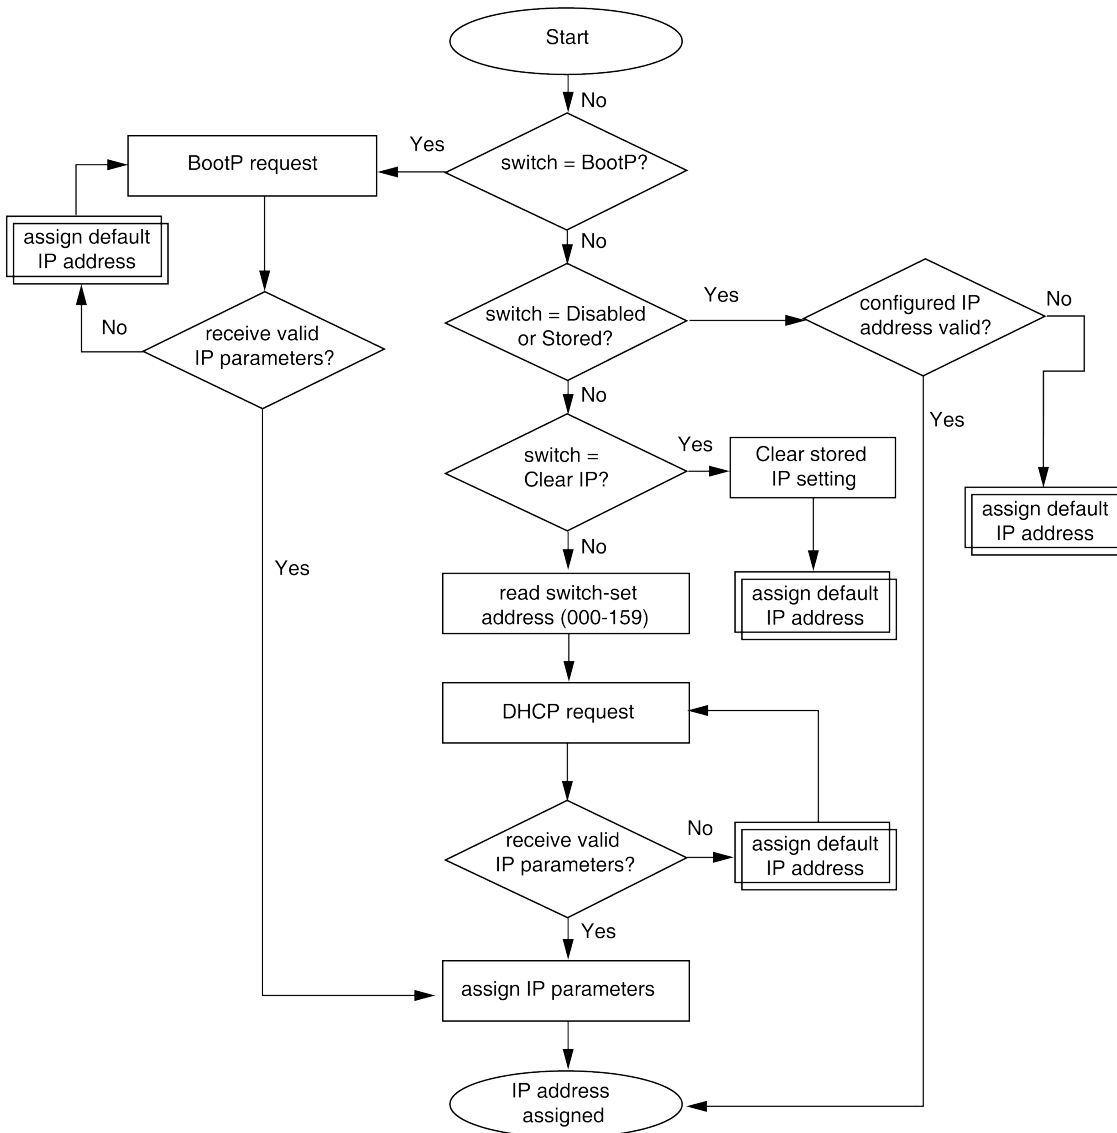 Start
No
Yes
BootP request
switch = BootP?
assign default
IP address
No
Yes
switch = Disabled
or Stored?
configured IP
address valid?
No
No
receive valid
IP parameters?
No
Yes
switch =
Clear IP?
Yes
Clear stored
IP setting
assign default
IP address
No
Yes
read switch-set
address (000-159)
assign default
IP address
DHCP request
receive valid
IP parameters?
No
assign default
IP address
Yes
assign IP parameters
IP address
assigned